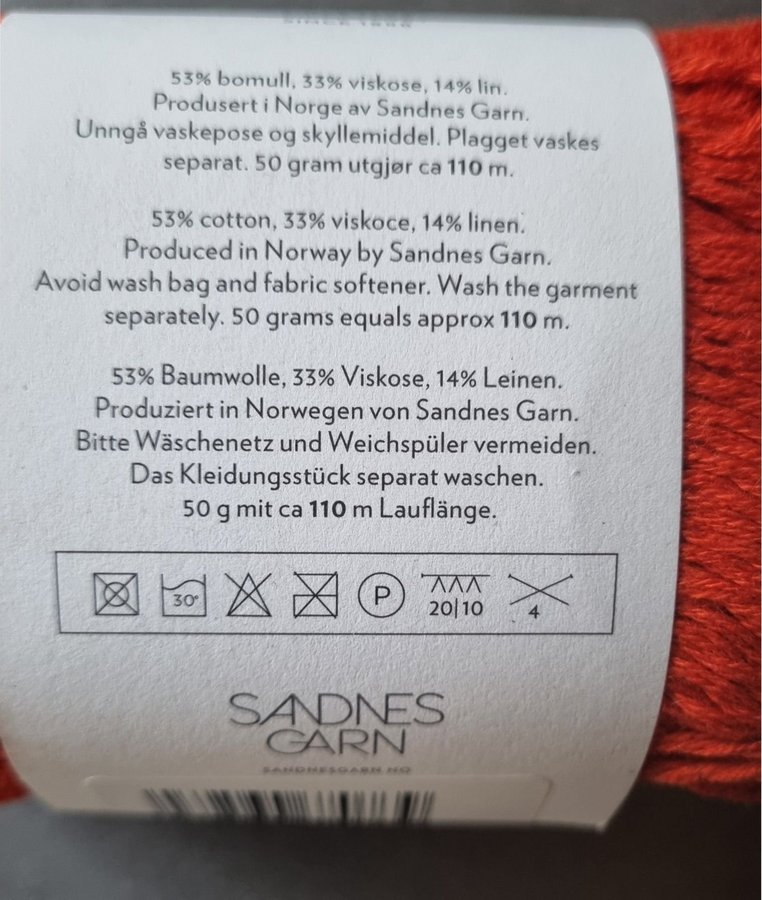 53% bomull, 33% viskose, 14% lin.
Produsert i Norge av Sandnes Garn.
Unngå vaskepose og skyllemiddel. Plagget vaskes
separat. 50 gram utgjør ca 110 m.
53% cotton, 33% viskoce, 14% linen.
Produced in Norway by Sandnes Garn.
Avoid wash bag and fabric softener. Wash the garment
separately. 50 grams equals approx 110 m.
53% Baumwolle, 33% Viskose, 14% Leinen.
Produziert in Norwegen von Sandnes Garn.
Bitte Wäschenetz und Weichspüler vermeiden.
Das Kleidungsstück separat waschen.
50 g mit ca 110 m Lauflänge.
30° P 20|10 4
SANDNES
GARN
SANDNESGARN.NO